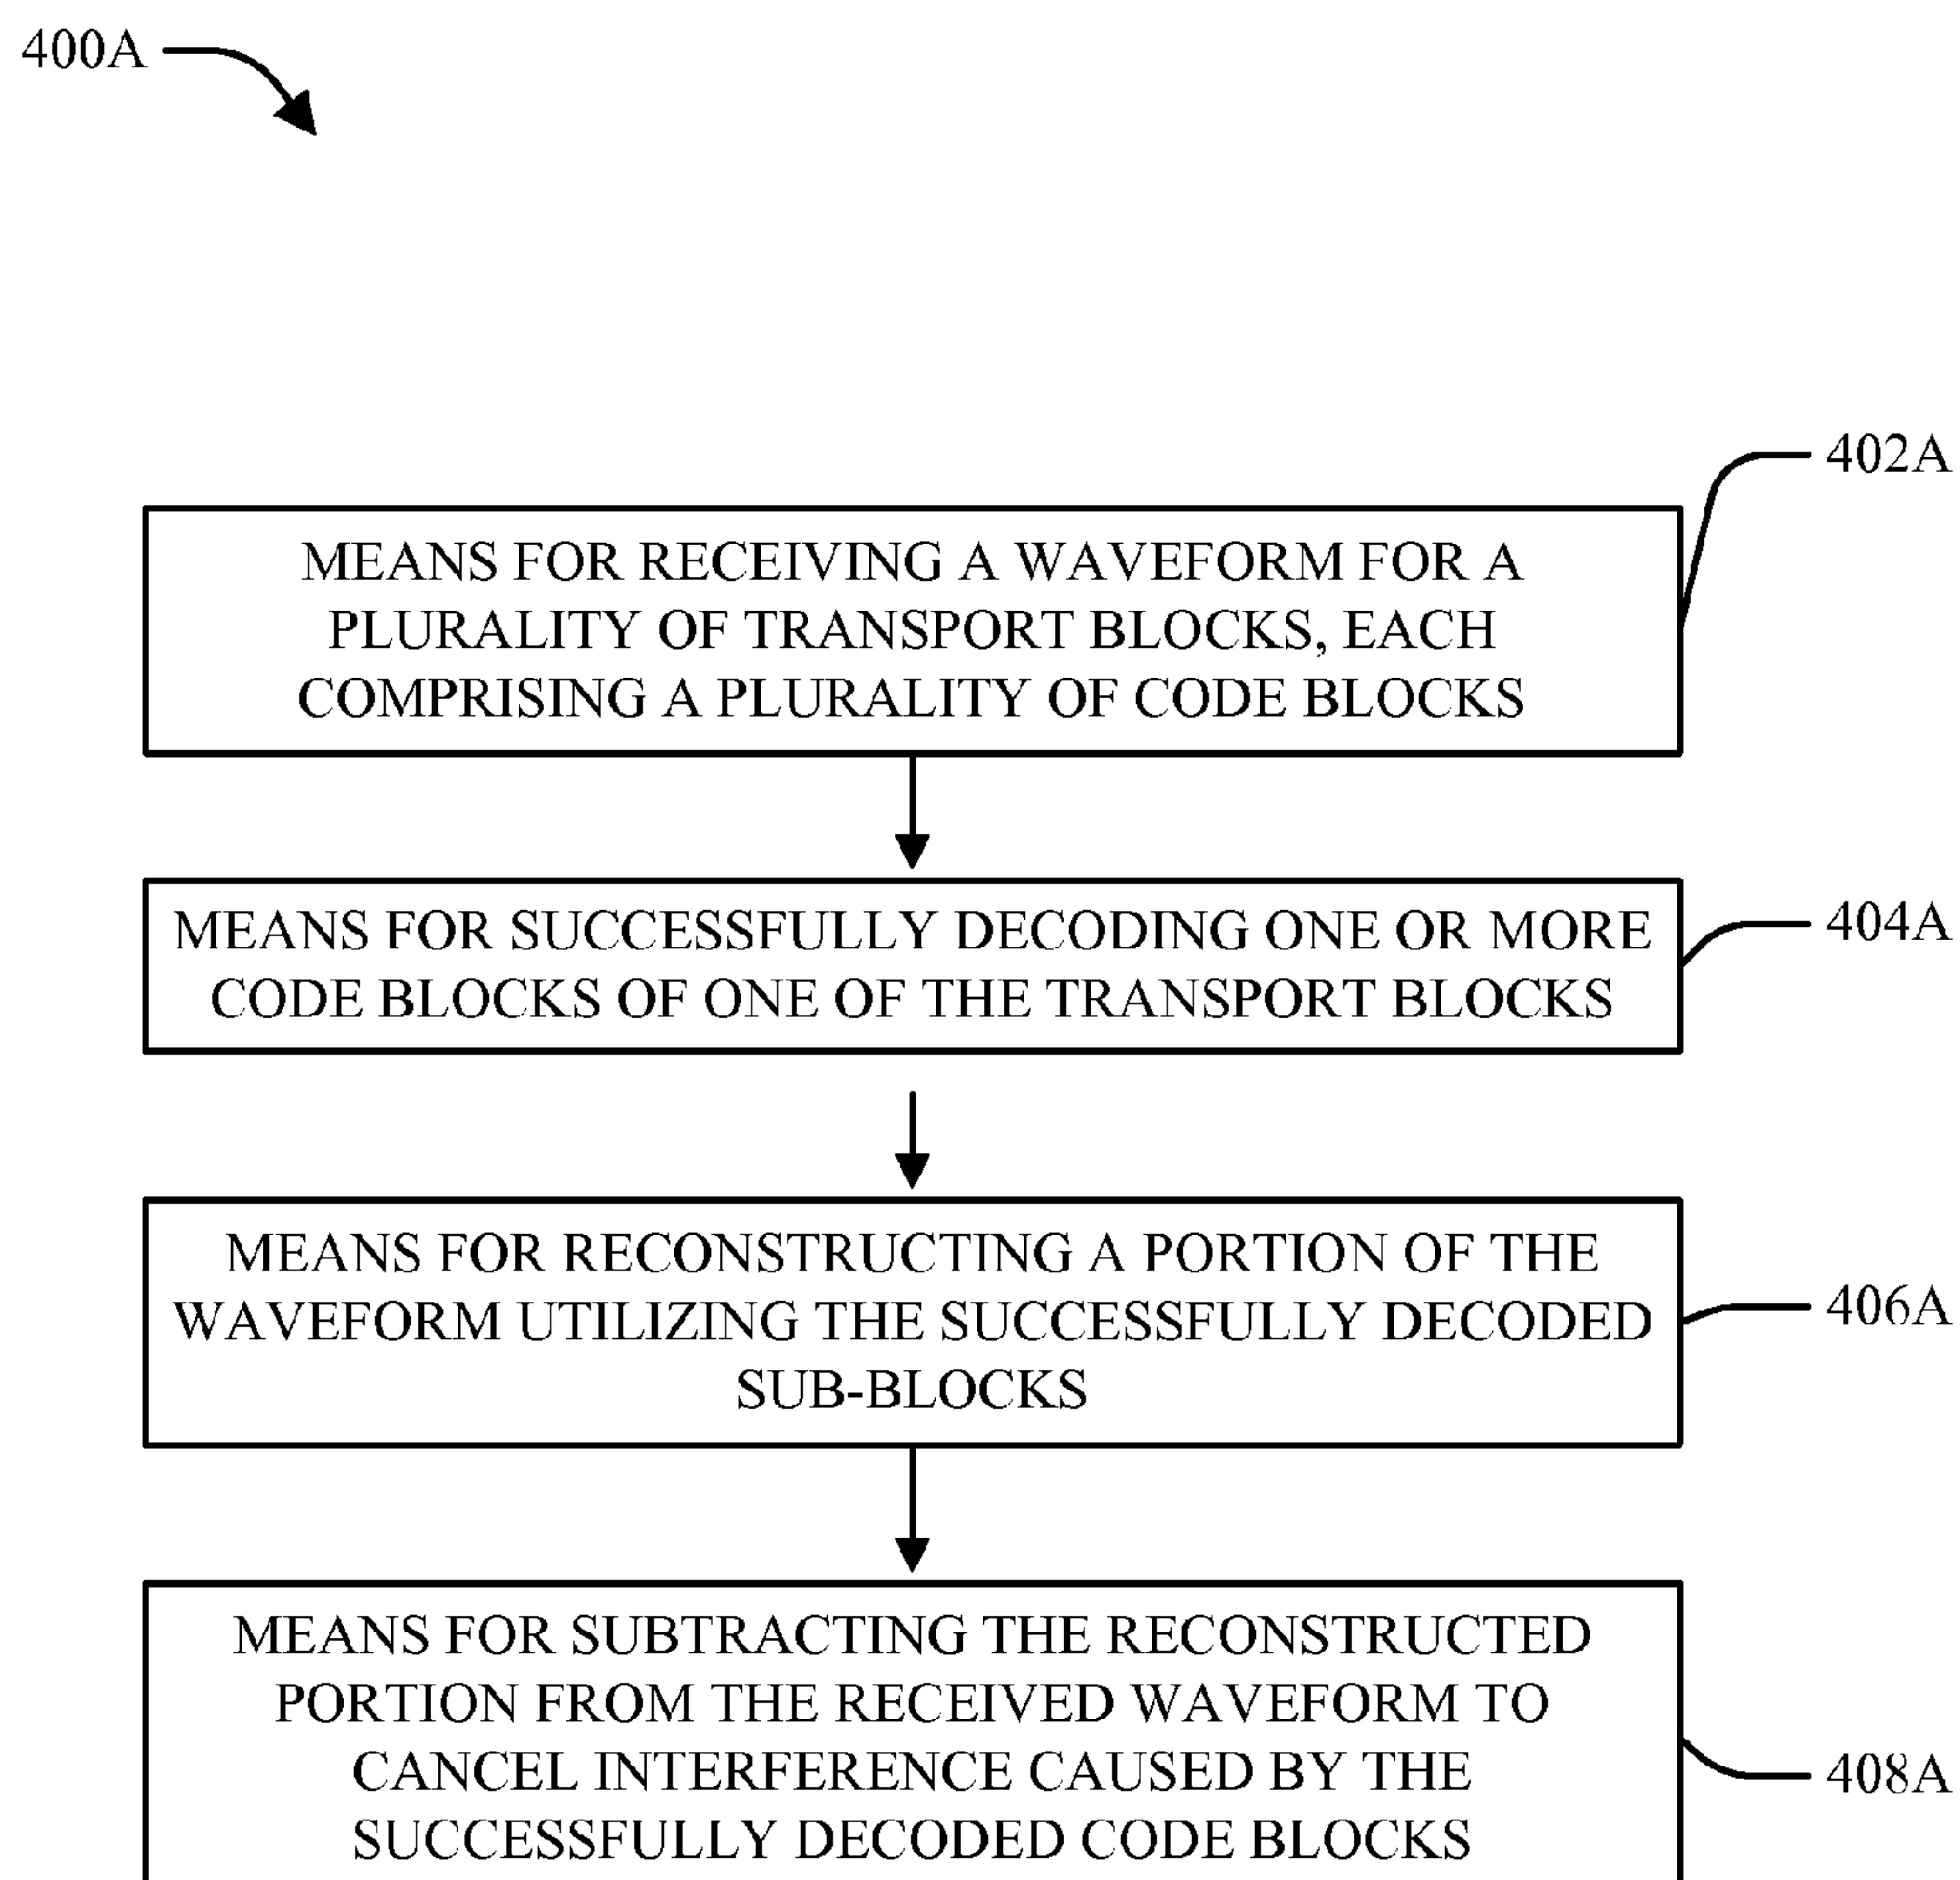 400A
402A
MEANS FOR RECEIVING A WAVEFORM FOR A
PLURALITY OF TRANSPORT BLOCKS, EACH
COMPRISING A PLURALITY OF CODE BLOCKS
404A
MEANS FOR SUCCESSFULLY DECODING ONE OR MORE
CODE BLOCKS OF ONE OF THE TRANSPORT BLOCKS
MEANS FOR RECONSTRUCTING A PORTION OF THE
WAVEFORM UTILIZING THE SUCCESSFULLY DECODED
SUB-BLOCKS
406A
MEANS FOR SUBTRACTING THE RECONSTRUCTED
PORTION FROM THE RECEIVED WAVEFORM TO
CANCEL INTERFERENCE CAUSED BY THE
SUCCESSFULLY DECODED CODE BLOCKS
408A